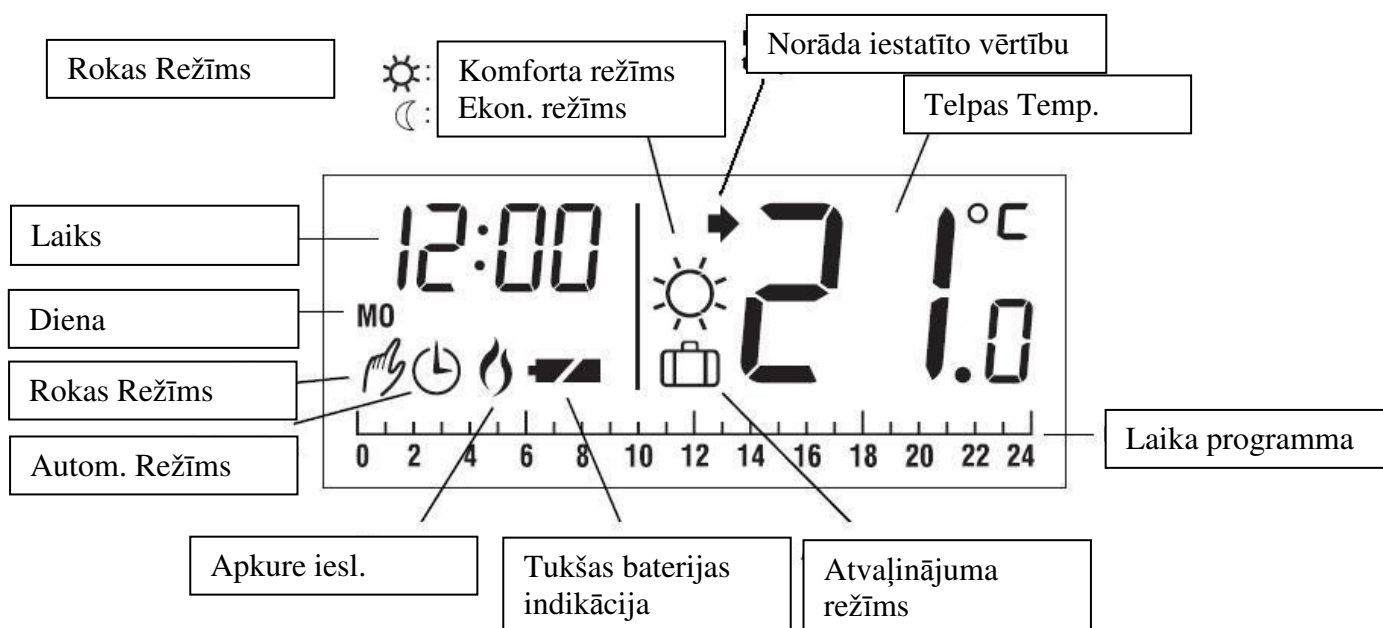 Norāda iestatīto vērtību
Rokas Režīms
: Komforta režīms
: Ekon. režīms
Telpas Temp.
Laiks
12:00
21.0 °C
Diena
MO
Rokas Režīms
Autom. Režīms
0 2 4 6 8 10 12 14 16 18 20 22 24
Laika programma
Apkure iesl.
Tukšas baterijas
indikācija
Atvaļinājuma
režīms